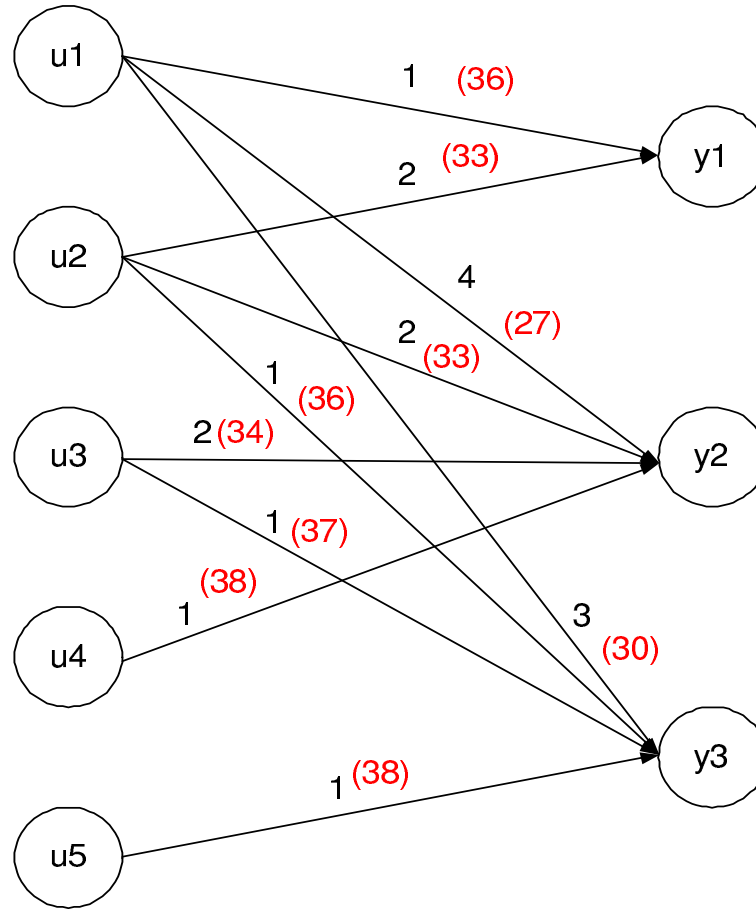 u1
1 (36)
y1
2 (33)
u2
4
(27)
2
(33)
1
(36)
2 (34)
u3
y2
1 (37)
(38)
1
3
(30)
u4
y3
1 (38)
u5